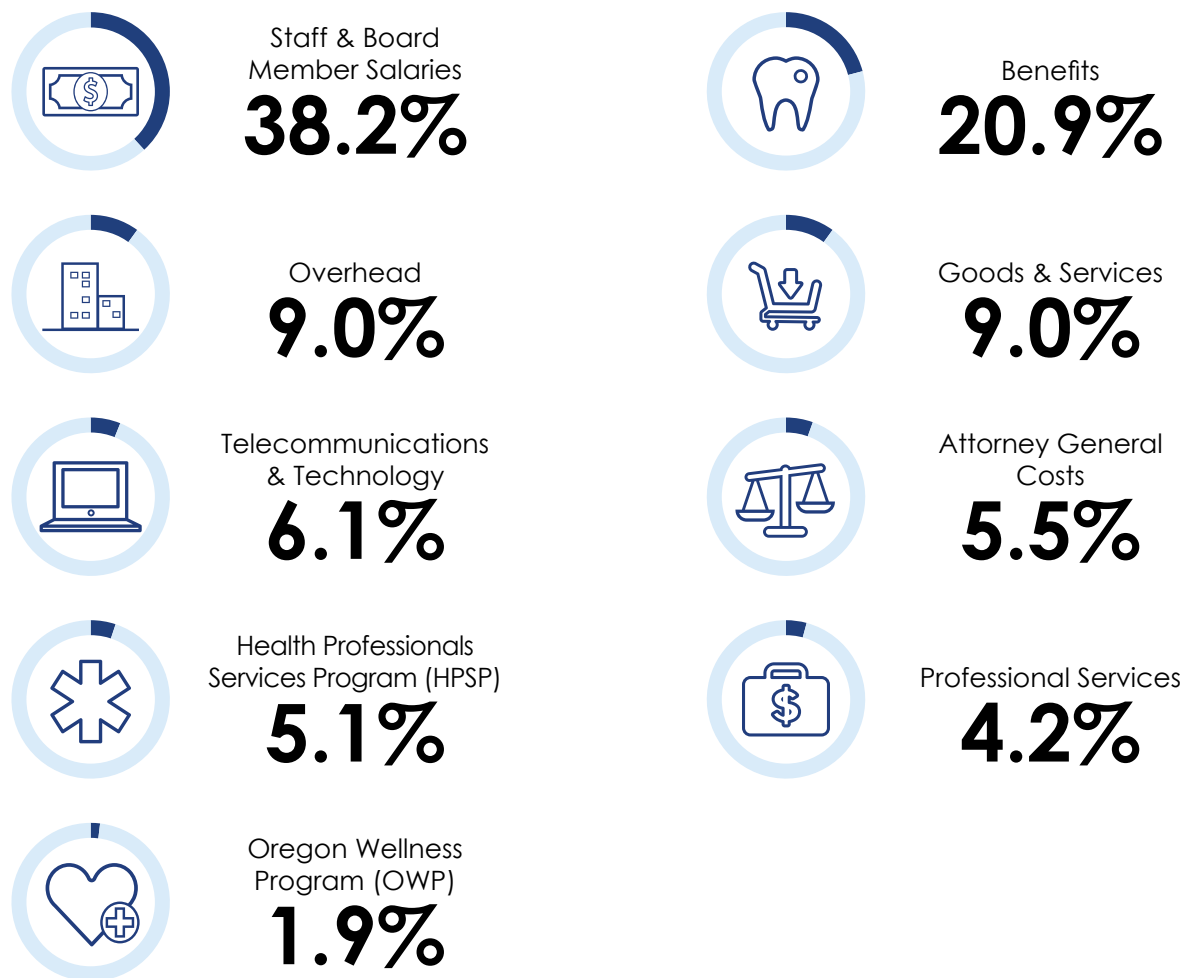 Staff & Board
Member Salaries
38.2%
Benefits
20.9%
Overhead
9.0%
Goods & Services
9.0%
Telecommunications
& Technology
6.1%
Attorney General
Costs
5.5%
Health Professionals
Services Program (HPSP)
5.1%
Professional Services
4.2%
Oregon Wellness
Program (OWP)
1.9%